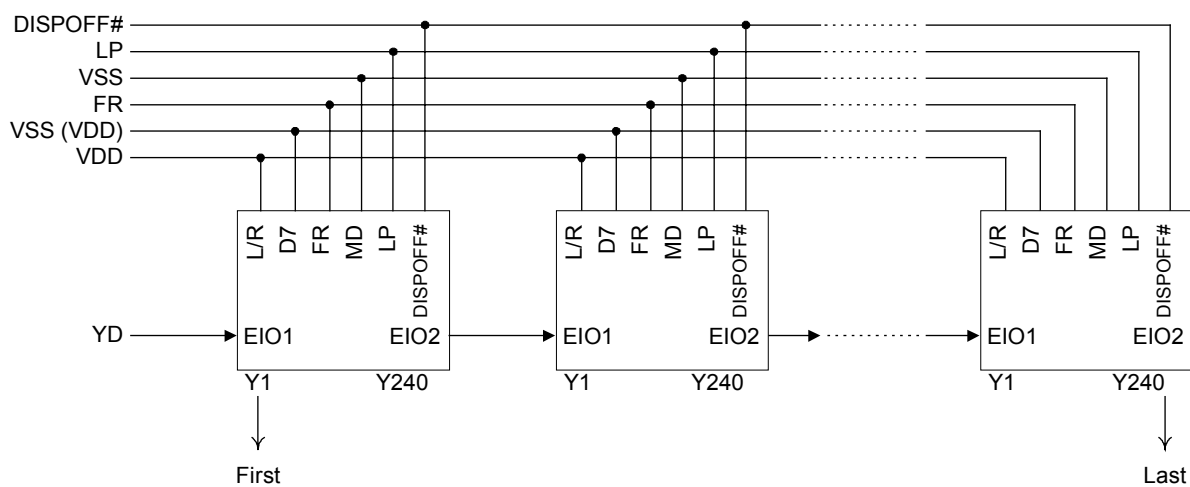 DISPOFF#
LP
VSS
FR
VSS (VDD)
VDD
L/R D7 FR MD LP DISPOFF#
L/R D7 FR MD LP DISPOFF#
L/R D7 FR MD LP DISPOFF#
YD EIO1 EIO2 EIO1 EIO2 EIO1 EIO2
Y1 Y240 Y1 Y240 Y1 Y240
First Last